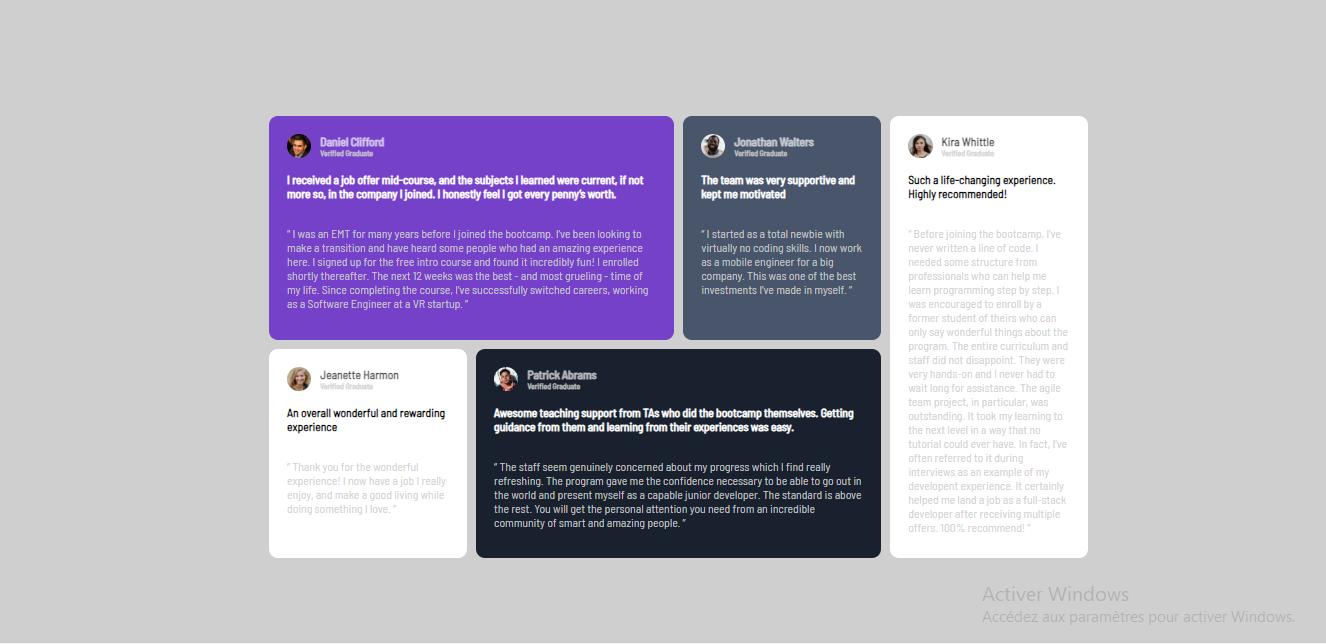 Daniel Clifford
Verified Graduate
I received a job offer mid-course, and the subjects I learned were current, if not
more so, in the company I joined. I honestly feel I got every penny's worth.
" I was an EMT for many years before I joined the bootcamp. I've been looking to
make a transition and have heard some people who had an amazing experience
here. I signed up for the free intro course and found it incredibly fun! I enrolled
shortly thereafter. The next 12 weeks was the best - and most grueling - time of
my life. Since completing the course, I've successfully switched careers, working
as a Software Engineer at a VR startup. "
Jonathan Walters
Verified Graduate
The team was very supportive and
kept me motivated
" I started as a total newbie with
virtually no coding skills. I now work
as a mobile engineer for a big
company. This was one of the best
investments I've made in myself. "
Kira Whittle
Verified Graduate
Such a life-changing experience.
Highly recommended!
" Before joining the bootcamp, I've
never written a line of code. I
needed some structure from
professionals who can help me
learn programming step by step. I
was encouraged to enroll by a
former student of theirs who can
only say wonderful things about the
program. The entire curriculum and
staff did not disappoint. They were
very hands-on and I never had to
wait long for assistance. The agile
team project, in particular, was
outstanding. It took my learning to
the next level in a way that no
tutorial could ever have. In fact, I've
often referred to it during
interviews as an example of my
developent experience. It certainly
helped me land a job as a full-stack
developer after receiving multiple
offers. 100% recommend! "
Jeanette Harmon
Verified Graduate
An overall wonderful and rewarding
experience
" Thank you for the wonderful
experience! I now have a job I really
enjoy, and make a good living while
doing something I love. "
Patrick Abrams
Verified Graduate
Awesome teaching support from TAs who did the bootcamp themselves. Getting
guidance from them and learning from their experiences was easy.
" The staff seem genuinely concerned about my progress which I find really
refreshing. The program gave me the confidence necessary to be able to go out in
the world and present myself as a capable junior developer. The standard is above
the rest. You will get the personal attention you need from an incredible
community of smart and amazing people. "
Activer Windows
Accédez aux paramètres pour activer Windows.